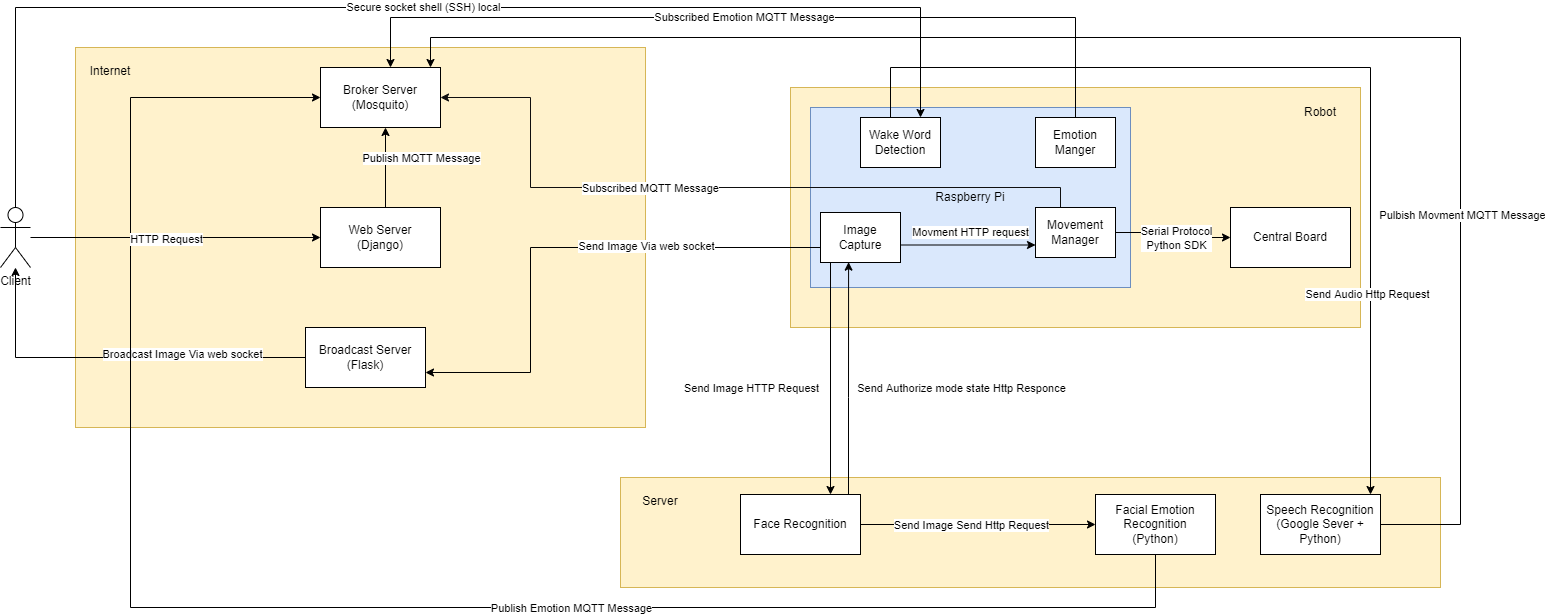 Secure socket shell (SSH) local
Subscribed Emotion MQTT Message
Internet
Broker Server
(Mosquito)
Robot
Wake Word
Detection
Emotion
Manger
Publish MQTT Message
Subscribed MQTT Message
Raspberry Pi
Pulbish Movment MQTT Message
HTTP Request
Web Server
(Django)
Send Image Via web socket
Image
Capture
Movment HTTP request
Movement
Manager
Serial Protocol
Python SDK
Central Board
Client
Send Audio Http Request
Broadcast Image Via web socket
Broadcast Server
(Flask)
Send Image HTTP Request
Send Authorize mode state Http Responce
Server
Face Recognition
Send Image Send Http Request
Facial Emotion
Recognition
(Python)
Speech Recognition
(Google Sever +
Python)
Publish Emotion MQTT Message